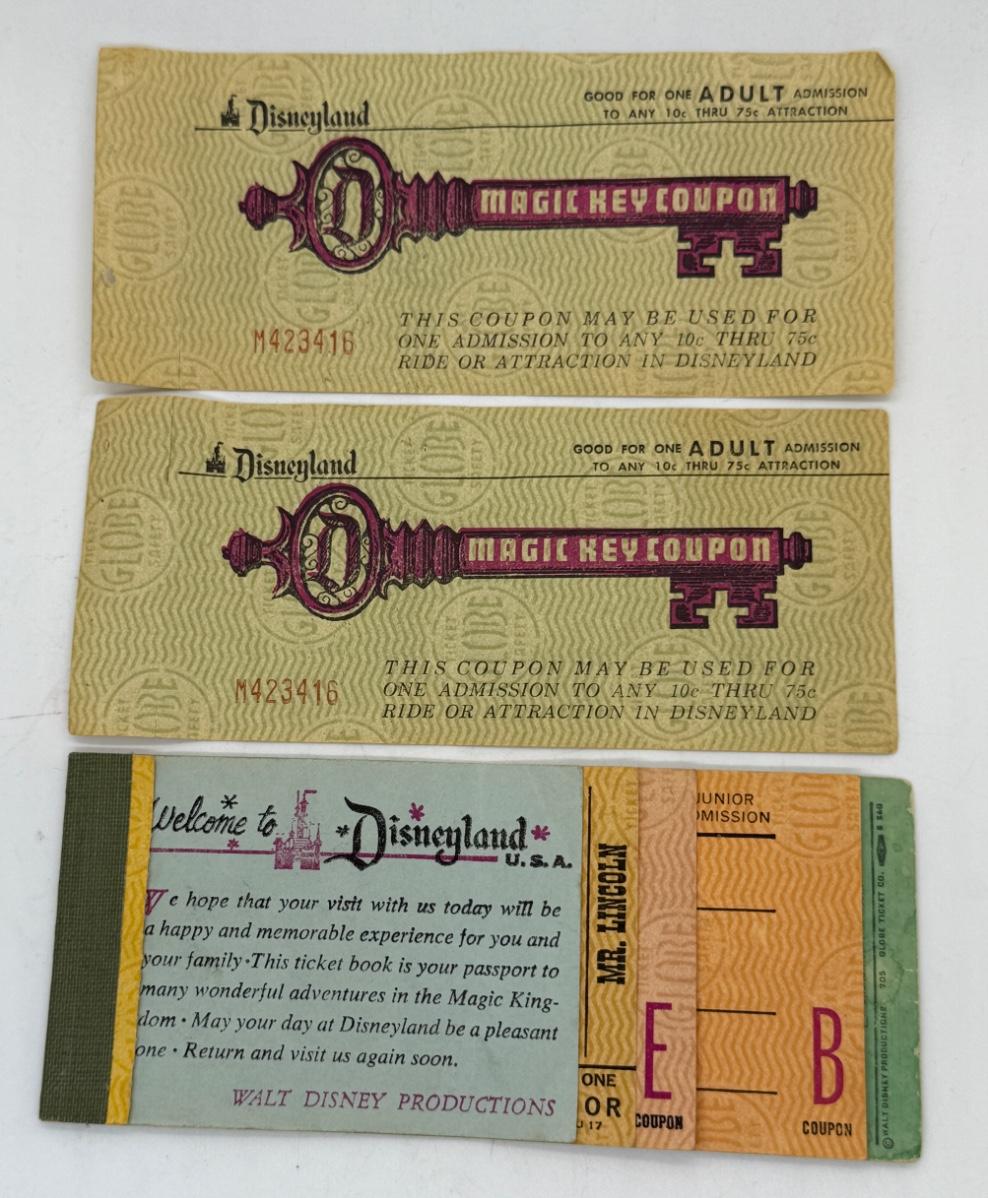 Disneyland
GOOD FOR ONE ADULT ADMISSION
TO ANY 10c THRU 75c ATTRACTION
D
MAGIC KEY COUPON
M423416
THIS COUPON MAY BE USED FOR
ONE ADMISSION TO ANY 10c THRU 75c
RIDE OR ATTRACTION IN DISNEYLAND
Disneyland
GOOD FOR ONE ADULT ADMISSION
TO ANY 10c THRU 75c ATTRACTION
D
MAGIC KEY COUPON
M423416
THIS COUPON MAY BE USED FOR
ONE ADMISSION TO ANY 10c THRU 75c
RIDE OR ATTRACTION IN DISNEYLAND
Welcome to Disneyland
U.S.A.
We hope that your visit with us today will be
a happy and memorable experience for you and
your family • This ticket book is your passport to
many wonderful adventures in the Magic King-
dom • May your day at Disneyland be a pleasant
one • Return and visit us again soon.
WALT DISNEY PRODUCTIONS
MR. LINCOLN
ONE
OR
U 17
E
COUPON
JUNIOR
DMISSION
B
COUPON
©WALT DISNEY PRODUCTIONS GLOBE TICKET CO.